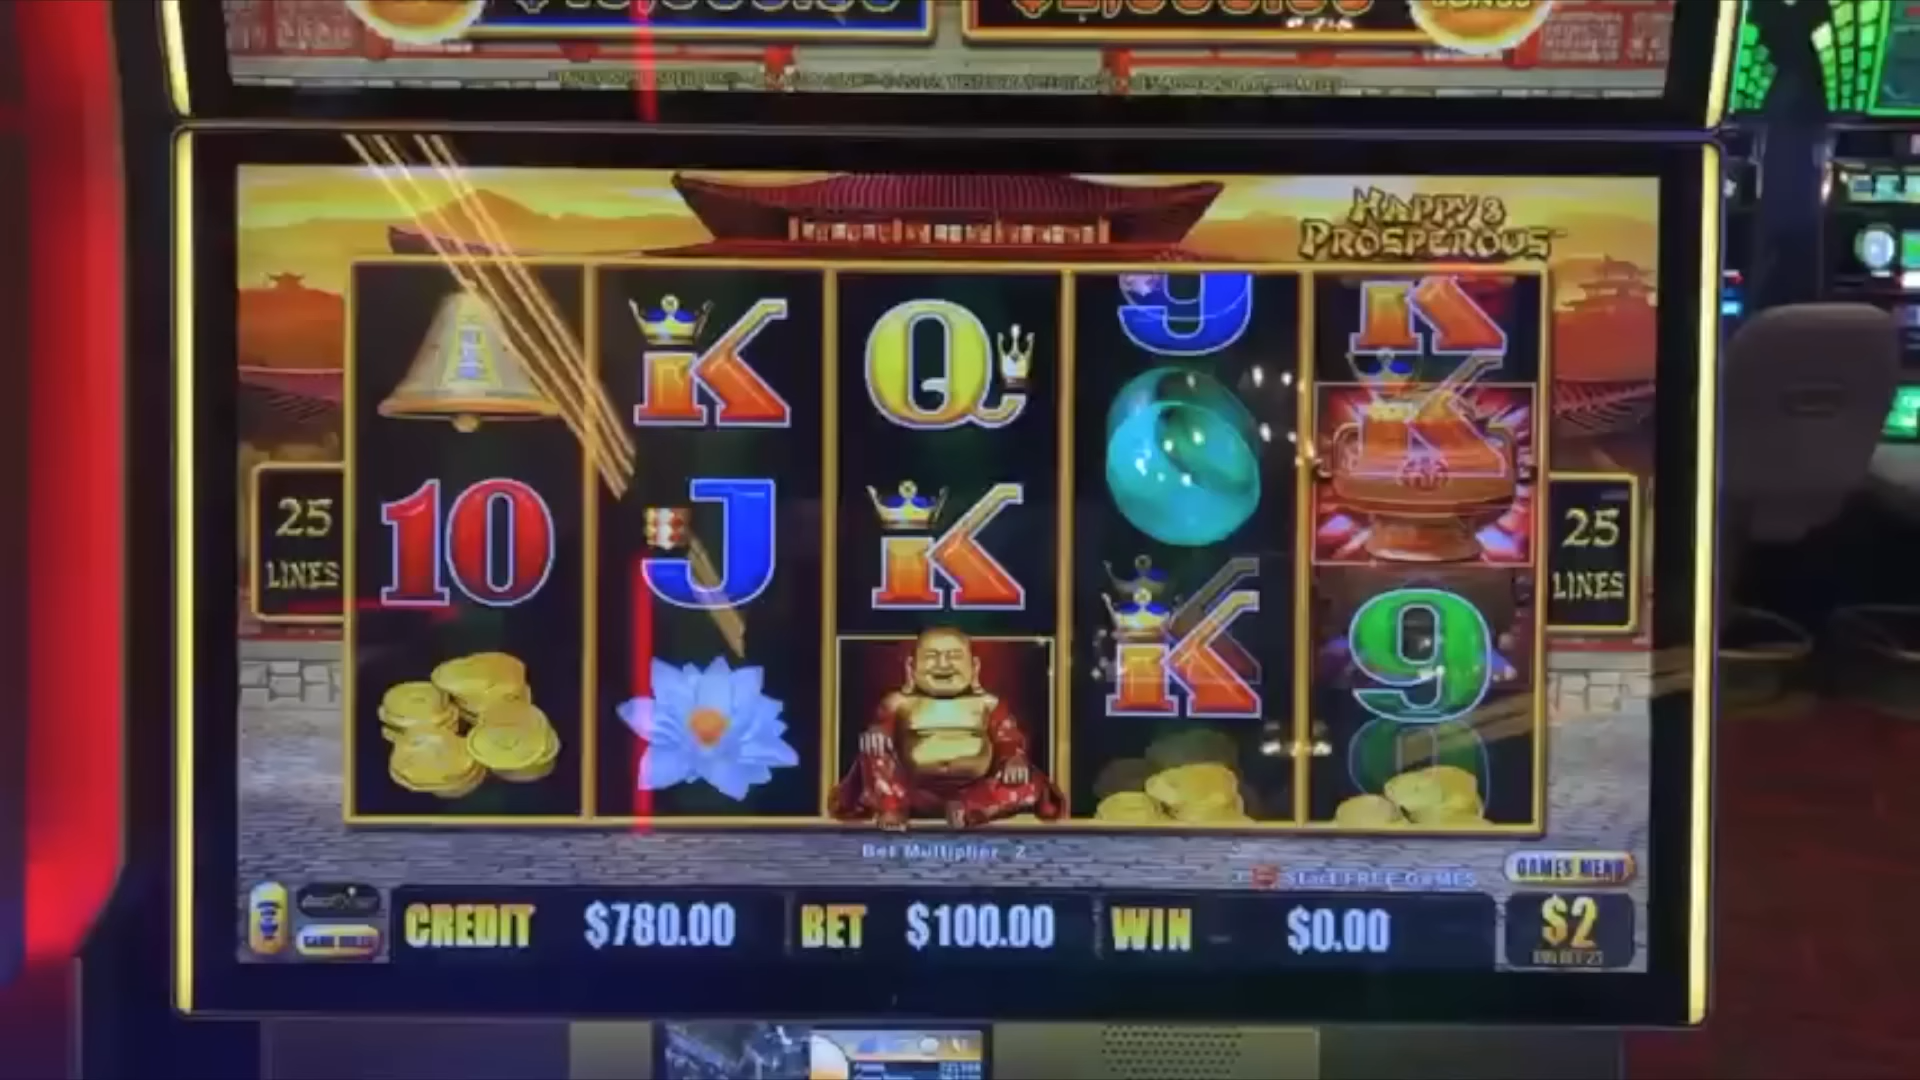 HAPPY &
PROSPEROUS
K Q 9 K
K
10 J K
K 9
25
LINES
25
LINES
Bet Multiplier 2
Start FREE GAMES
GAMES MENU
CREDIT $780.00 BET $100.00 WIN $0.00 $2